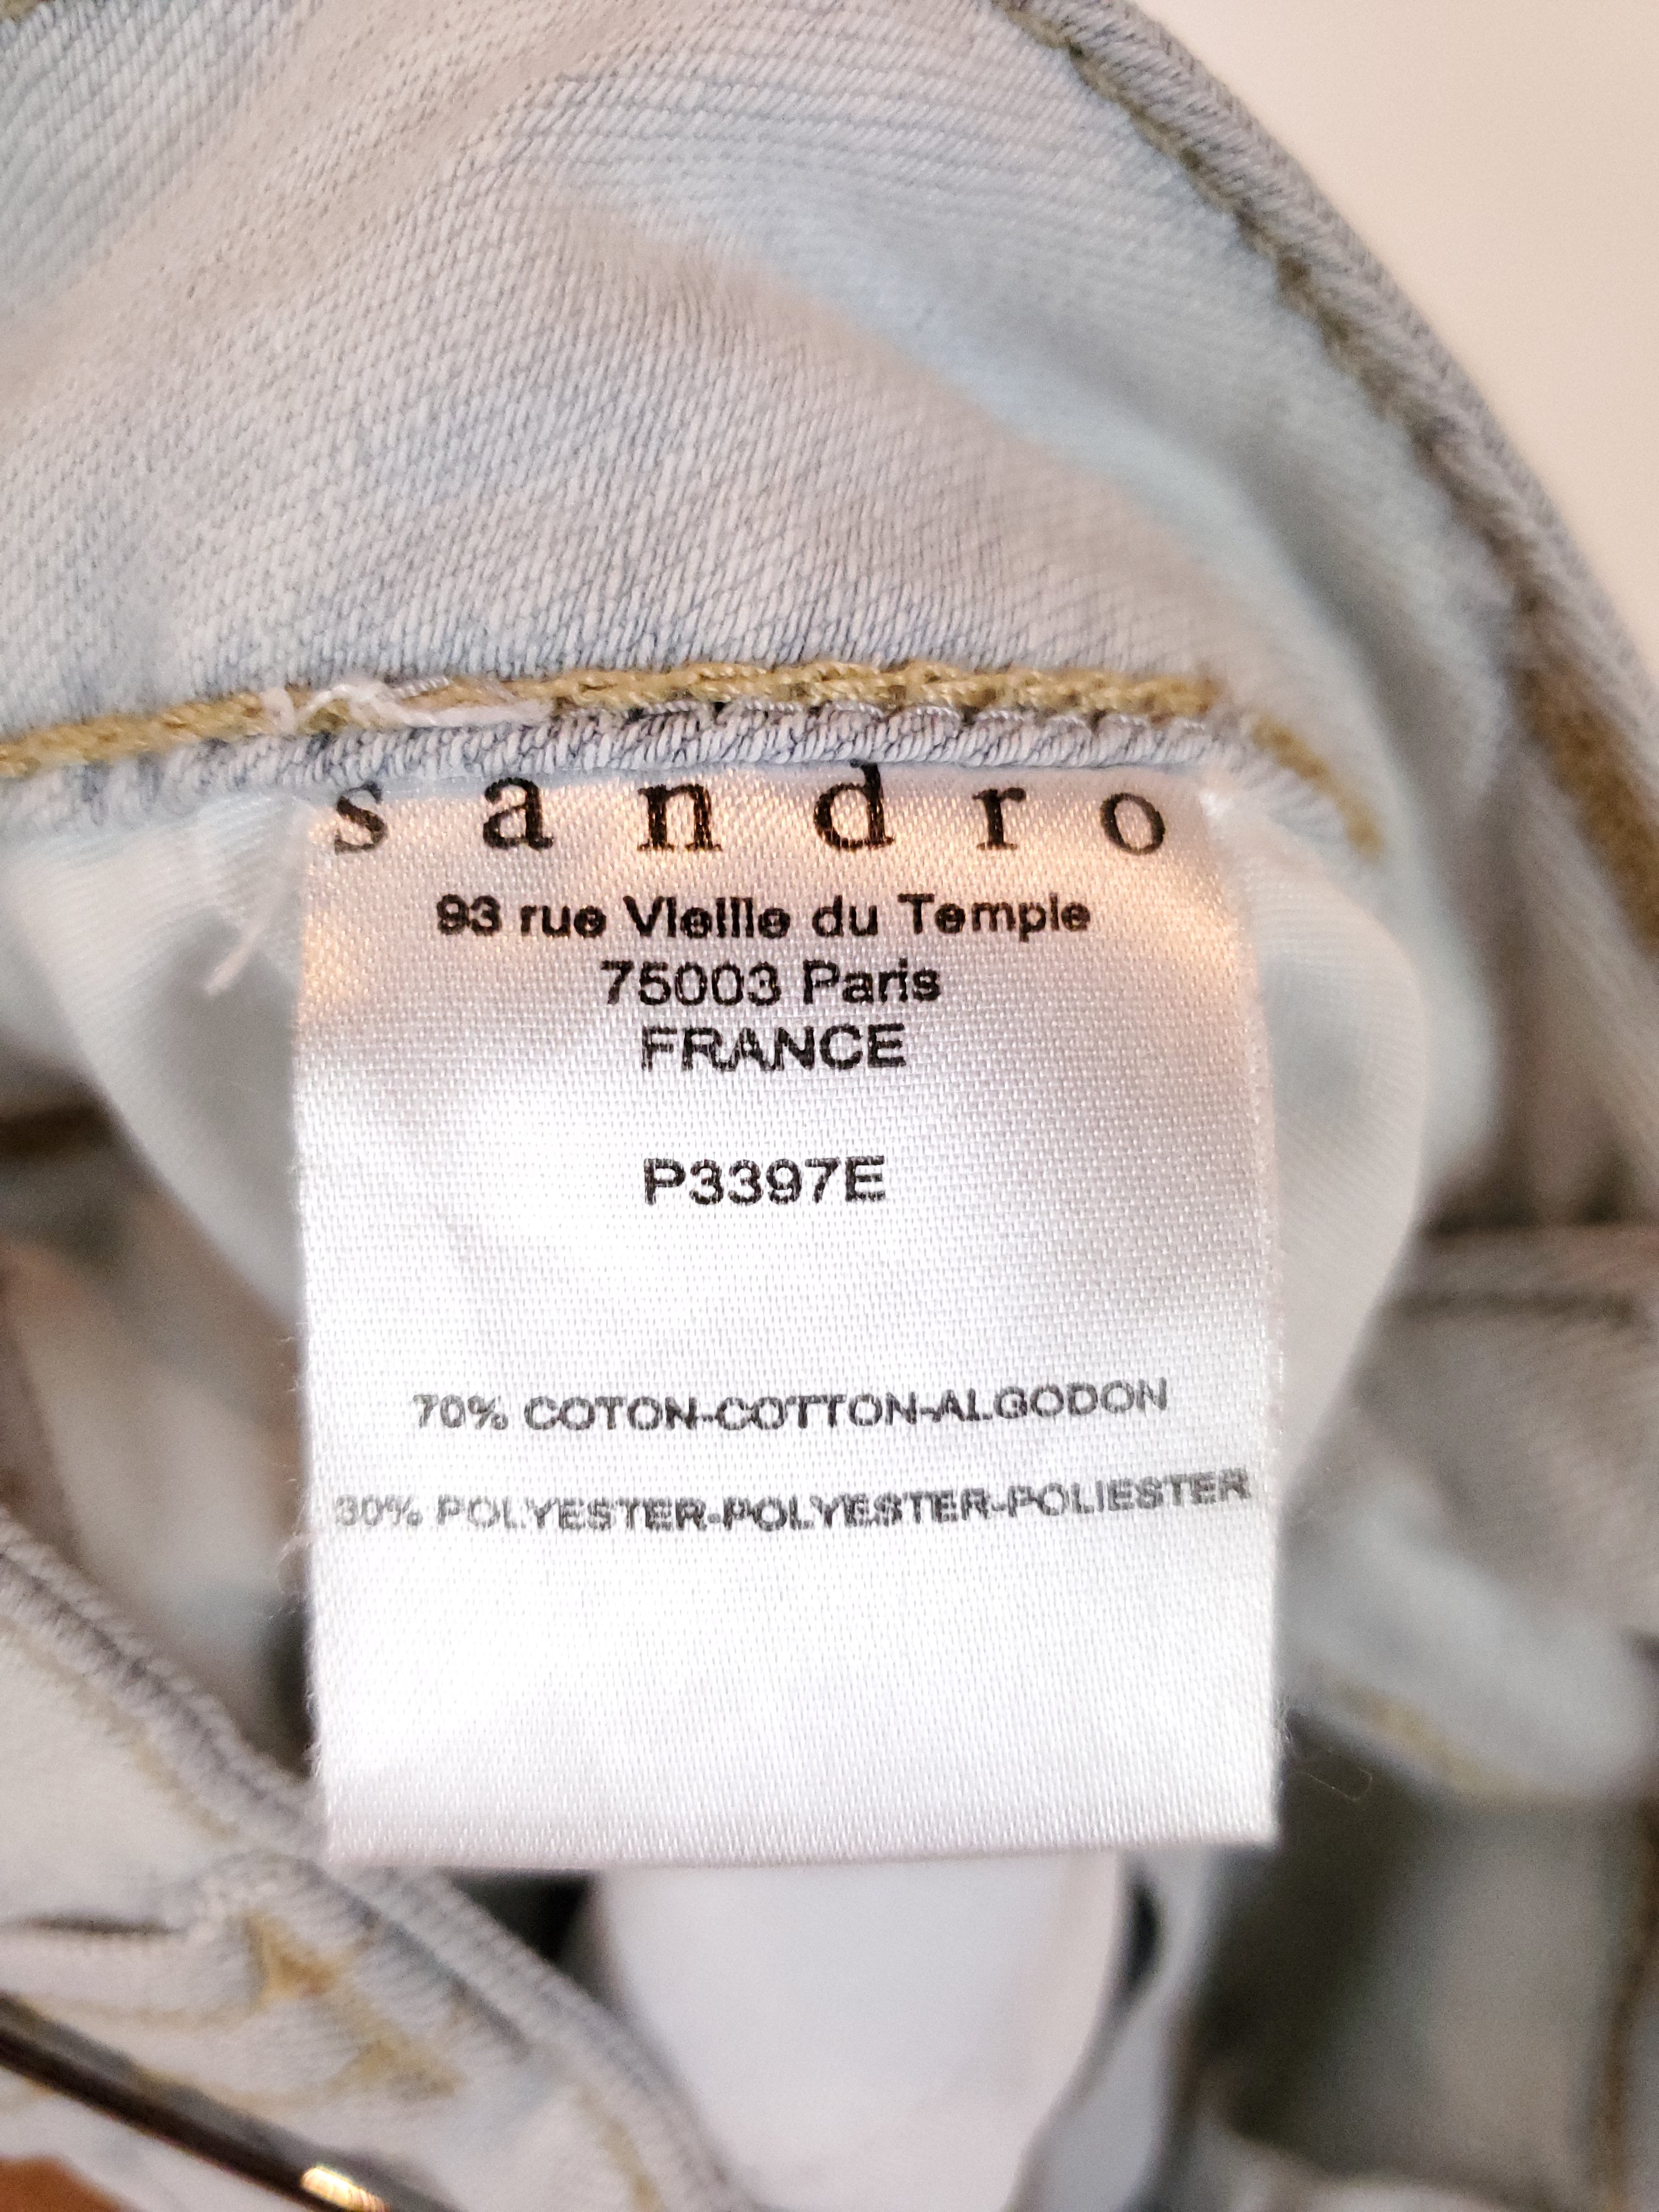 sandro
93 rue Vieille du Temple
75003 Paris
FRANCE
P3397E
70% COTON-COTTON-ALGODON
30% POLYESTER-POLYESTER-POLIESTER